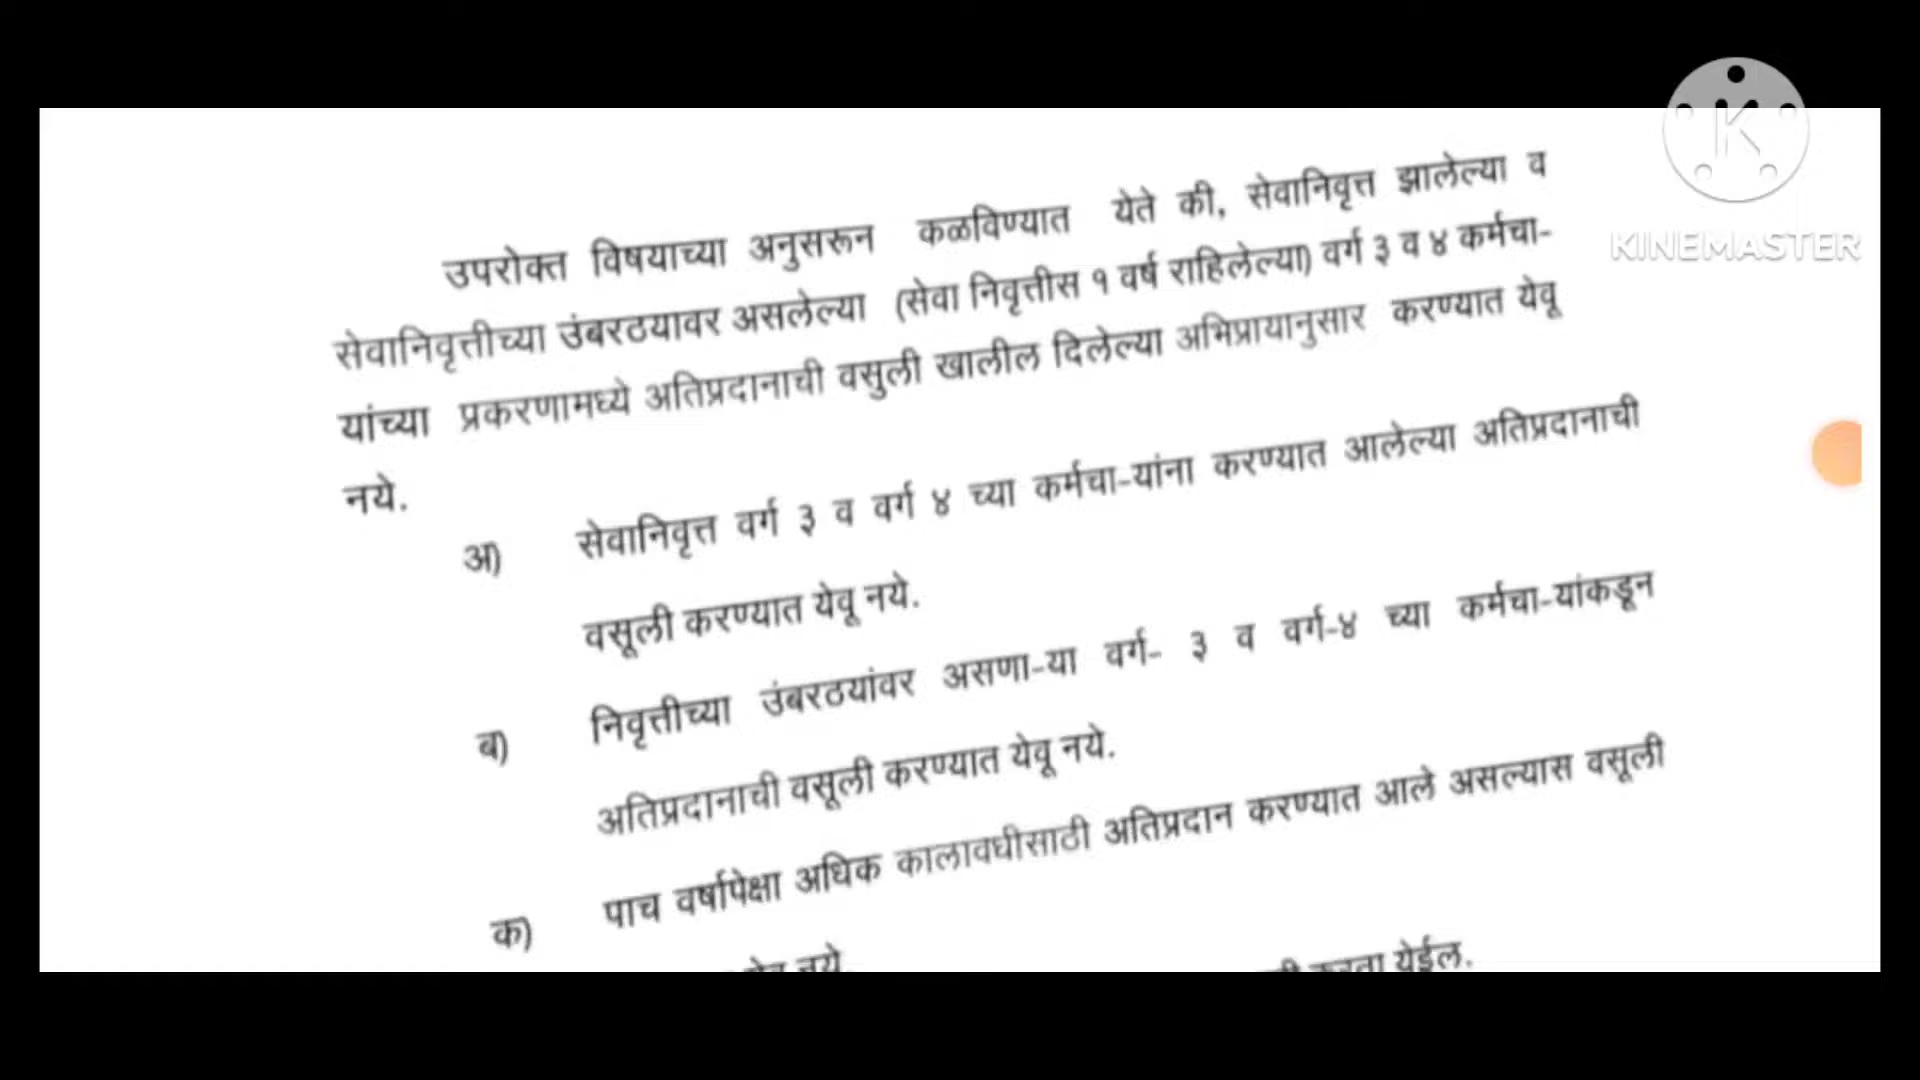 KINEMASTER
उपरोक्त विषयाच्या अनुसरून कळविण्यात येते की, सेवानिवृत्त झालेल्या व
सेवानिवृत्तीच्या उंबरठयावर असलेल्या (सेवा निवृत्तीस १ वर्ष राहिलेल्या) वर्ग ३ व ४ कर्मचा-
यांच्या प्रकरणामध्ये अतिप्रदानाची वसुली खालील दिलेल्या अभिप्रायानुसार करण्यात येवू
नये.
अ) सेवानिवृत्त वर्ग ३ व वर्ग ४ च्या कर्मचा-यांना करण्यात आलेल्या अतिप्रदानाची
वसूली करण्यात येवू नये.
ब) निवृत्तीच्या उंबरठयांवर असणा-या वर्ग- ३ व वर्ग-४ च्या कर्मचा-यांकडून
अतिप्रदानाची वसूली करण्यात येवू नये.
क) पाच वर्षापेक्षा अधिक कालावधीसाठी अतिप्रदान करण्यात आले असल्यास वसूली
नये. येईल.